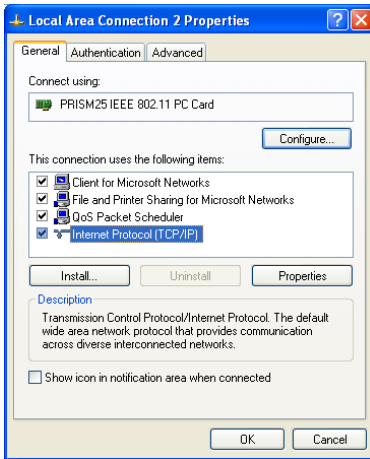 Local Area Connection 2 Properties
General Authentication Advanced
Connect using:
PRISM25 IEEE 802.11 PC Card
Configure...
This connection uses the following items:
Client for Microsoft Networks
File and Printer Sharing for Microsoft Networks
QoS Packet Scheduler
Internet Protocol (TCP/IP)
Install... Uninstall Properties
Description
Transmission Control Protocol/Internet Protocol. The default
wide area network protocol that provides communication
across diverse interconnected networks.
Show icon in notification area when connected
OK Cancel